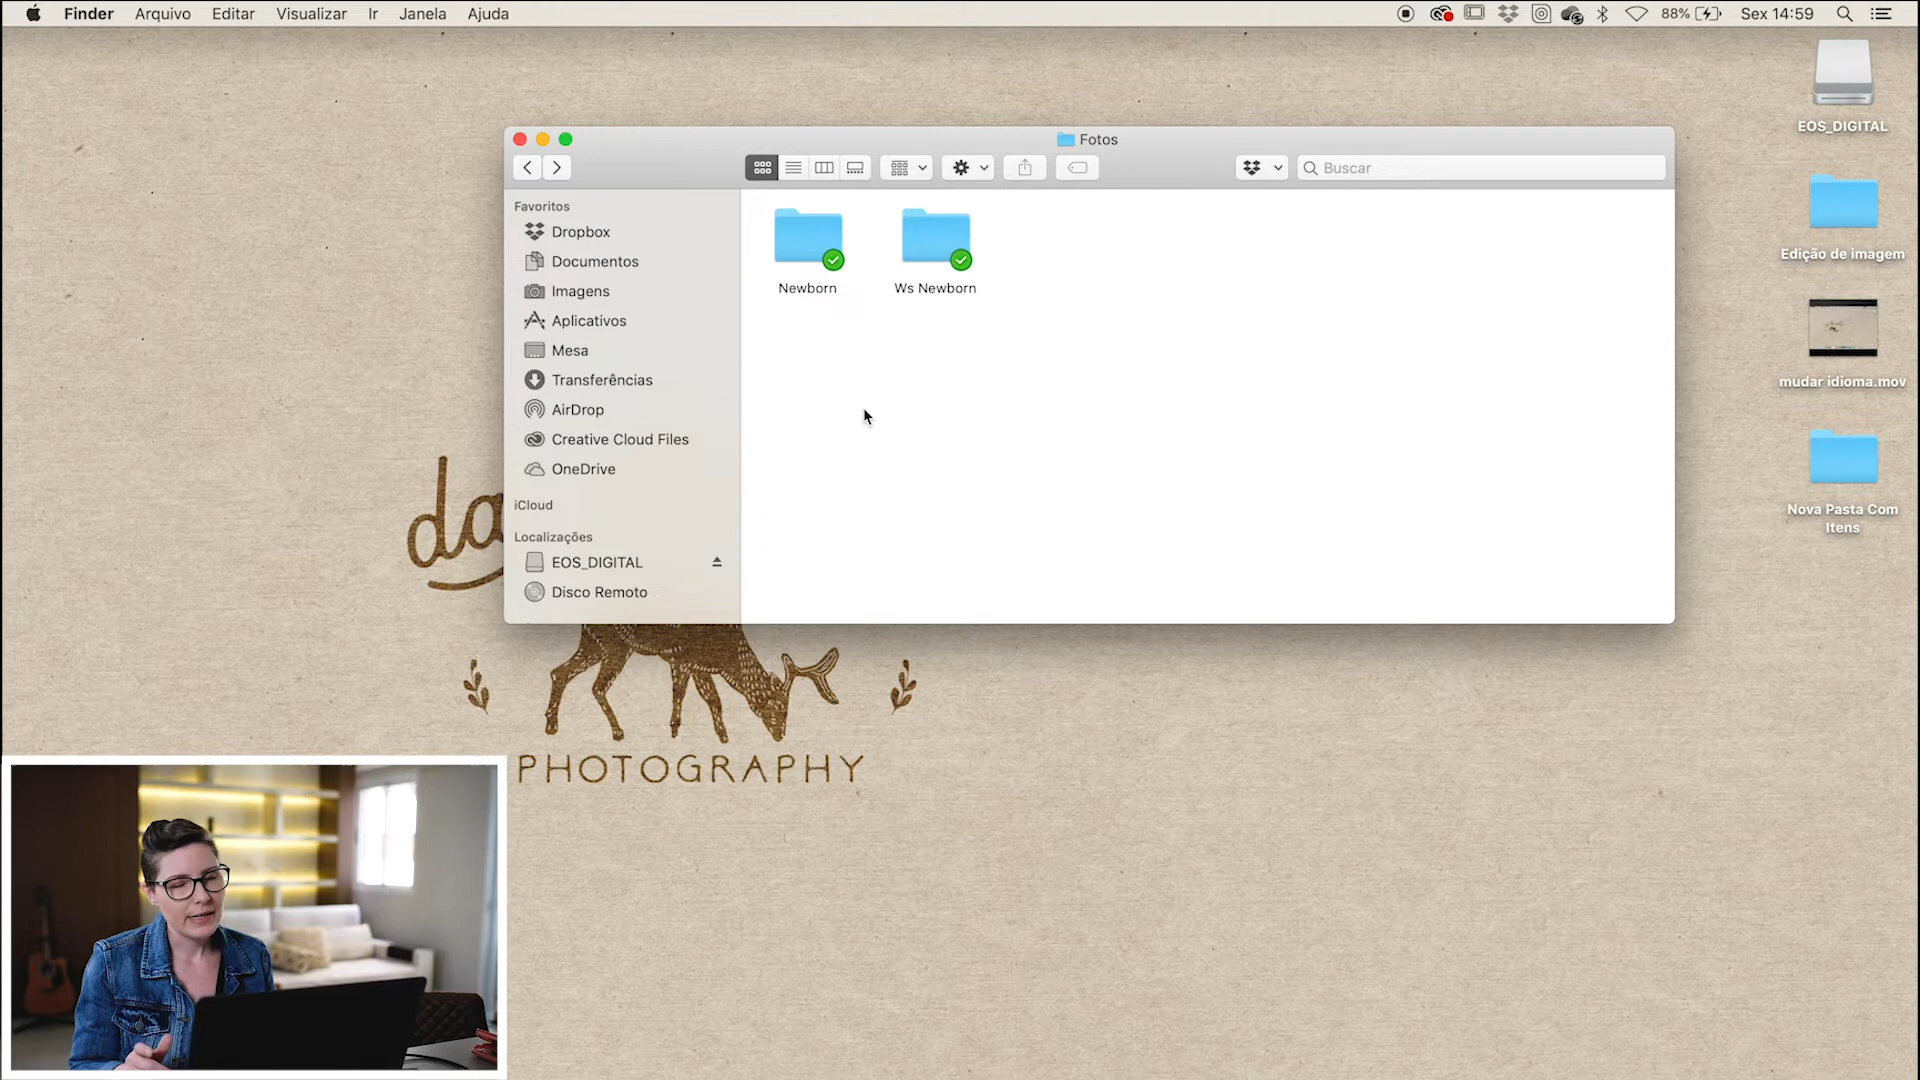 Finder Arquivo Editar Visualizar Ir Janela Ajuda
88% Sex 14:59
EOS_DIGITAL
Edição de imagem
mudar idioma.mov
Nova Pasta Com
Itens
Fotos
Buscar
Favoritos
Dropbox
Documentos
Imagens
Aplicativos
Mesa
Transferências
AirDrop
Creative Cloud Files
OneDrive
iCloud
Localizações
EOS_DIGITAL
Disco Remoto
Newborn
Ws Newborn
da
PHOTOGRAPHY